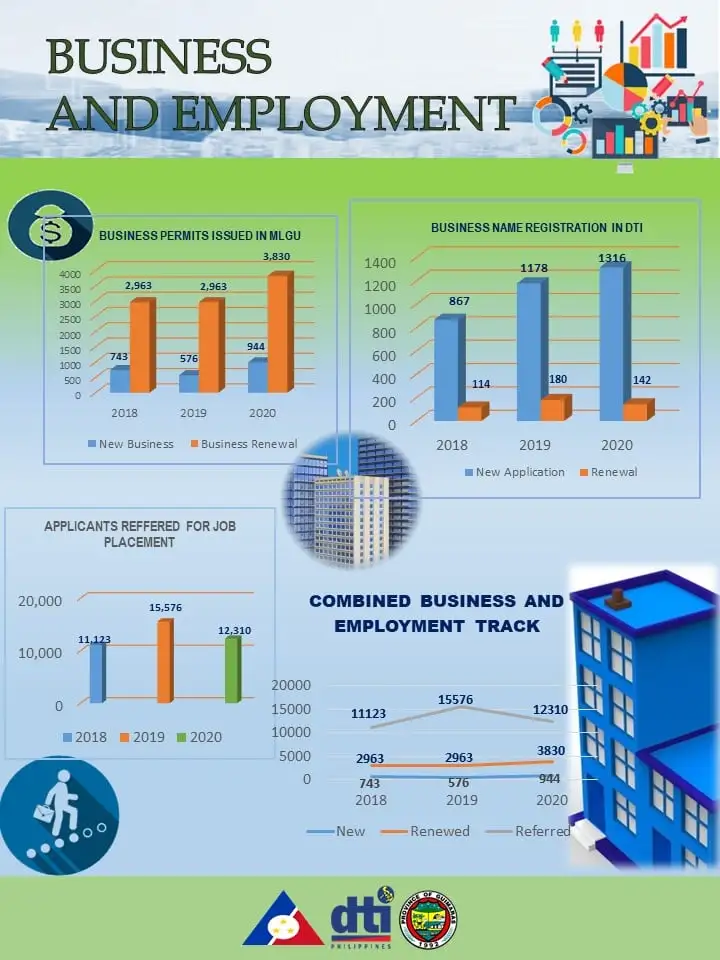 BUSINESS
AND EMPLOYMENT
BUSINESS PERMITS ISSUED IN MLGU
4000
3500
3000
2500
2000
1500
1000
500
0
2,963
2,963
3,830
743
576
944
2018 2019 2020
New Business Business Renewal
BUSINESS NAME REGISTRATION IN DTI
1400
1200
1000
800
600
400
200
0
867
1178
1316
114
180
142
2018 2019 2020
New Application Renewal
APPLICANTS REFFERED FOR JOB
PLACEMENT
20,000
10,000
0
11,123
15,576
12,310
2018 2019 2020
COMBINED BUSINESS AND
EMPLOYMENT TRACK
20000
15000
10000
5000
0
11123 15576 12310
2963 2963 3830
743 576 944
2018 2019 2020
New Renewed Referred
dti
PHILIPPINES
PROVINCE OF GUIMARAS
1992